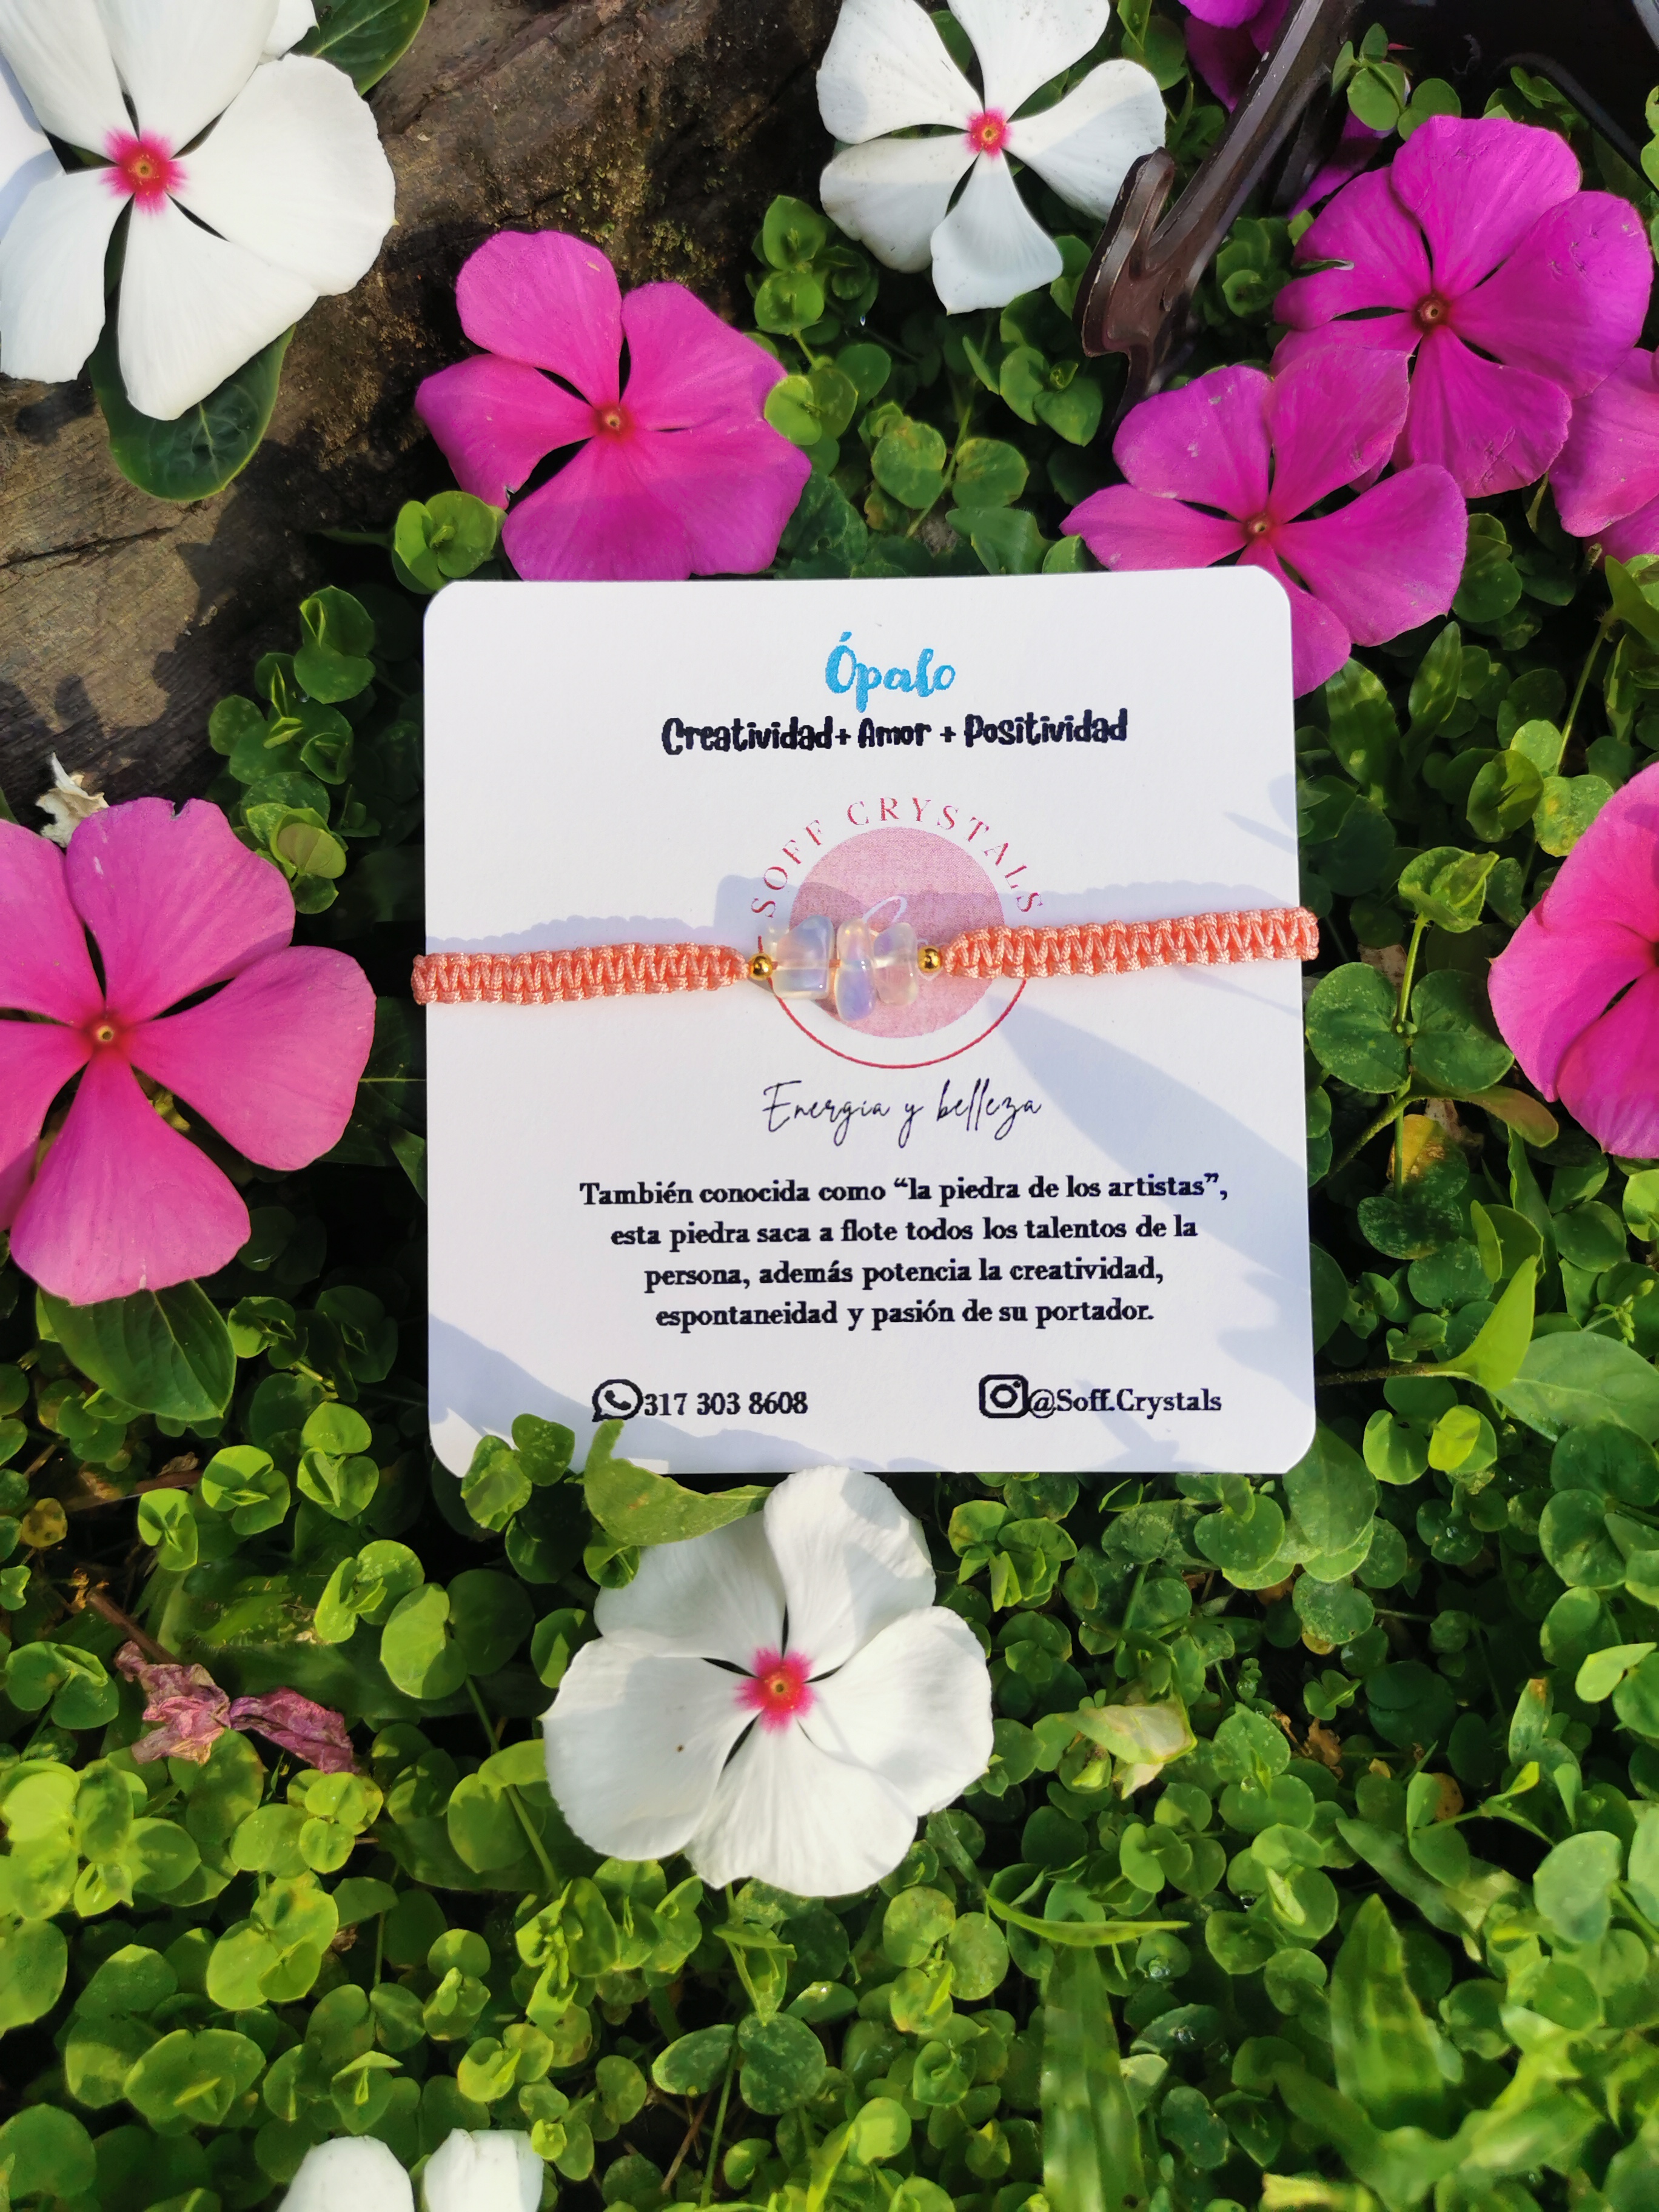 Ópalo
Creatividad+ Amor + Positividad
SOFF CRYSTALS
Energia y belleza
También conocida como “la piedra de los artistas”,
esta piedra saca a flote todos los talentos de la
persona, además potencia la creatividad,
espontaneidad y pasión de su portador.
317 303 8608
@Soff.Crystals